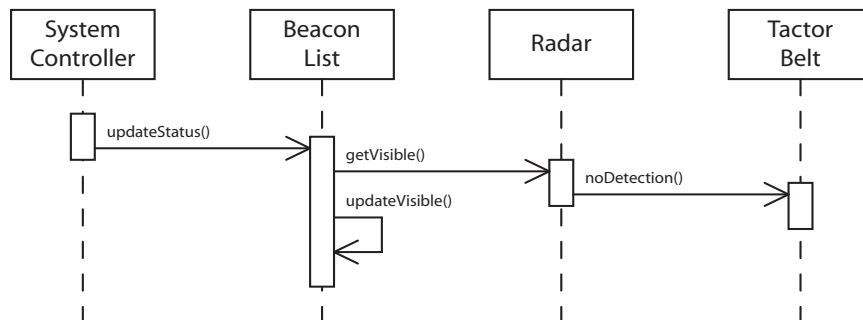 System
Controller
Beacon
List
Radar
Tactor
Belt
updateStatus()
getVisible()
noDetection()
updateVisible()